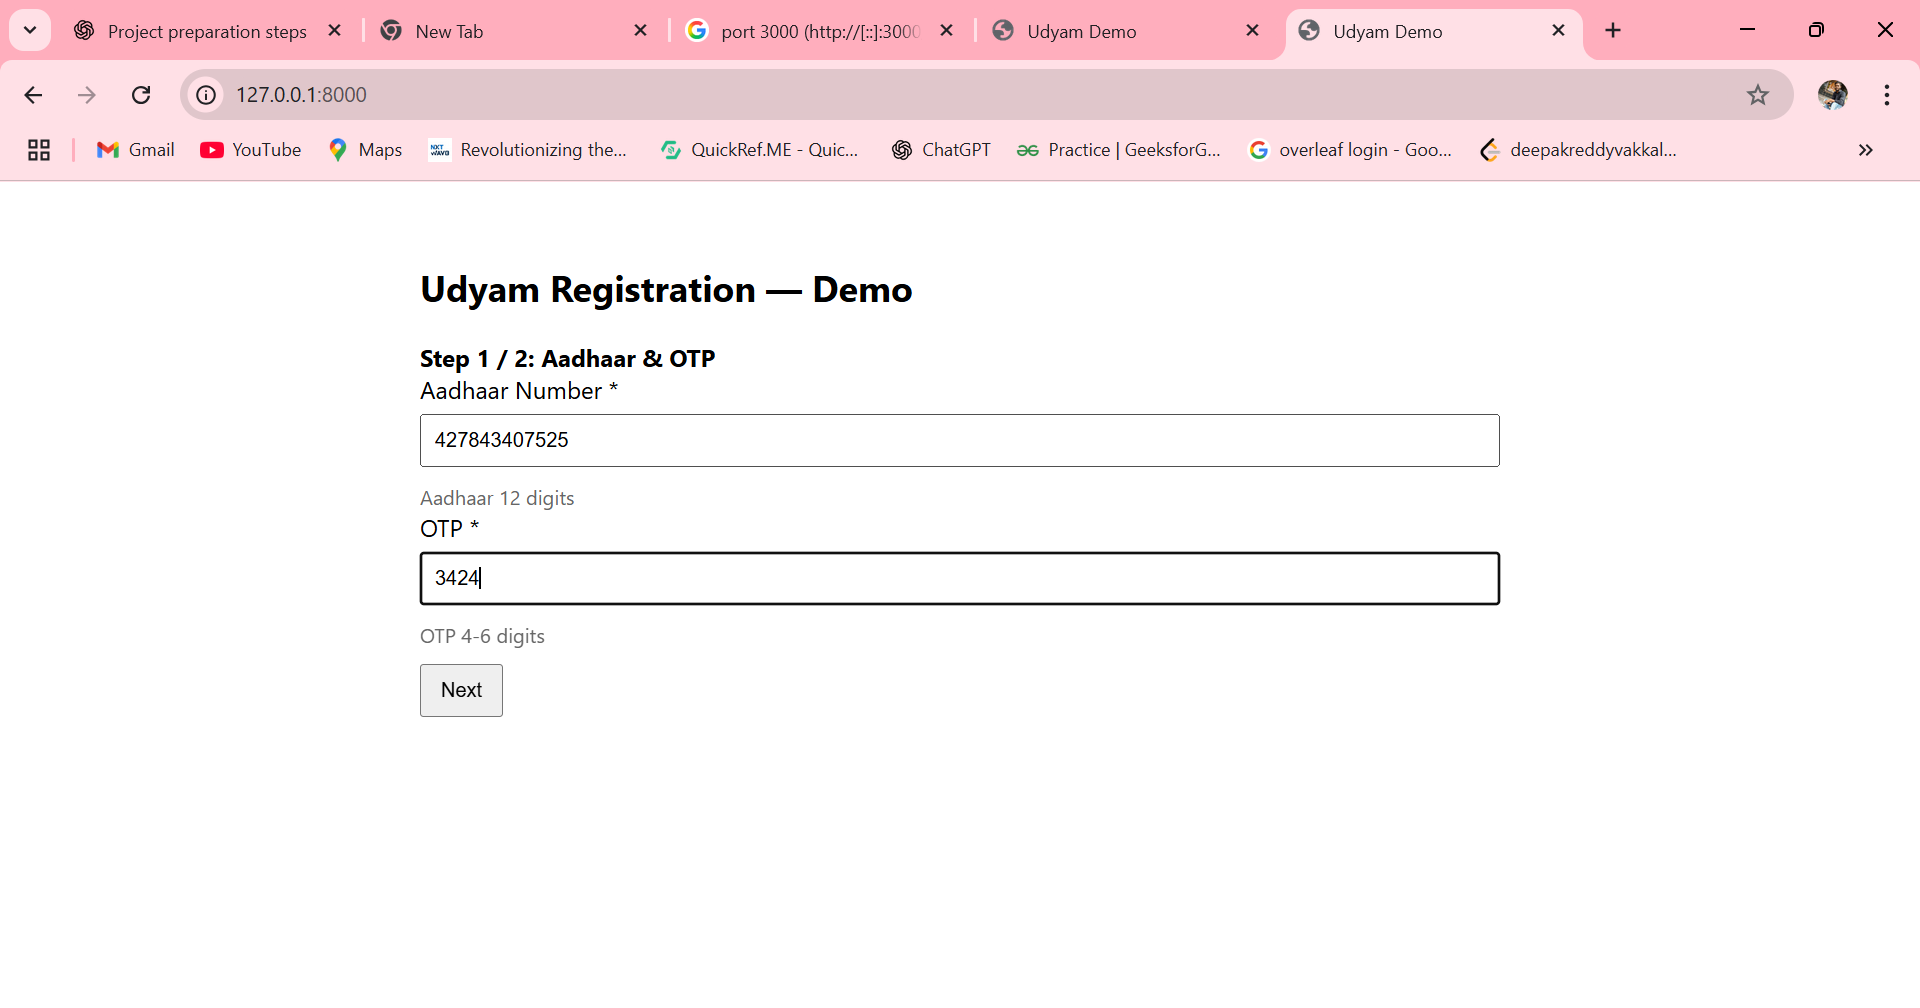 Project preparation steps
New Tab
port 3000 (http://[::]:3000
Udyam Demo
Udyam Demo
127.0.0.1:8000
Gmail
YouTube
Maps
NXT WAVE
Revolutionizing the...
QuickRef.ME - Quic...
ChatGPT
Practice | GeeksforG...
overleaf login - Goo...
deepakreddyvakkal...
Udyam Registration — Demo
Step 1 / 2: Aadhaar & OTP
Aadhaar Number *
427843407525
Aadhaar 12 digits
OTP *
3424
OTP 4-6 digits
Next